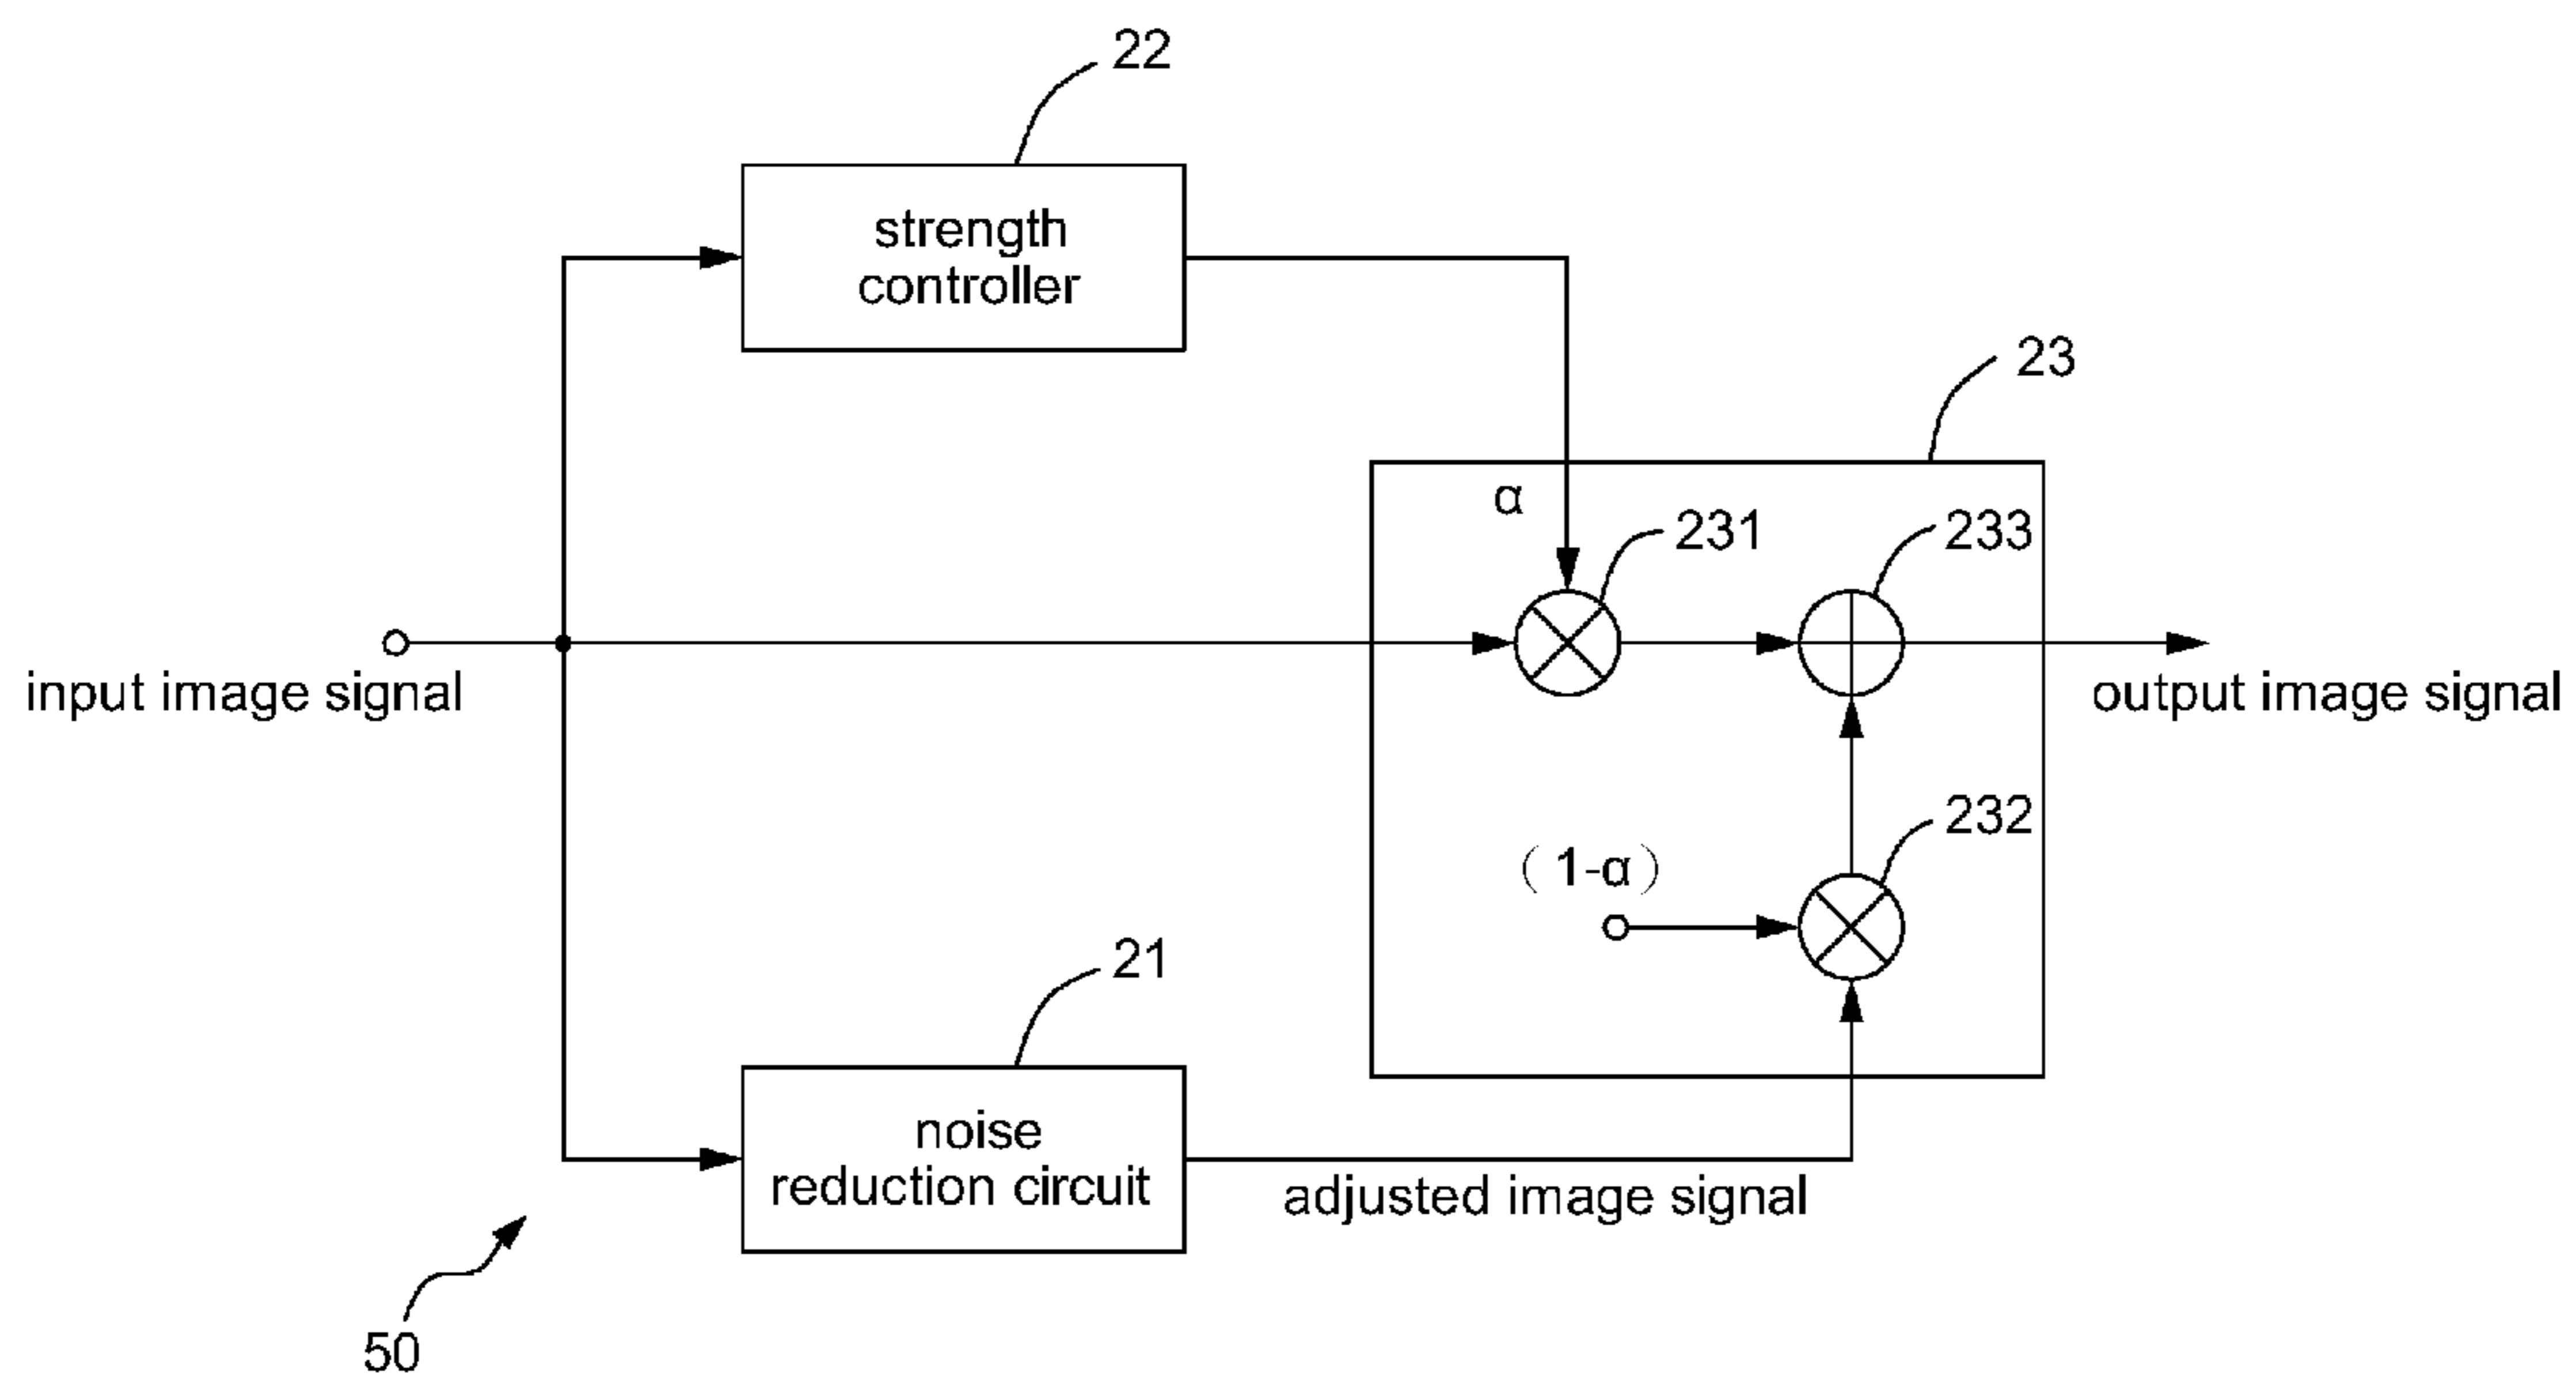 22
strength
controller
23
α
231
233
input image signal
output image signal
232
（1-α）
21
noise
reduction circuit
adjusted image signal
50